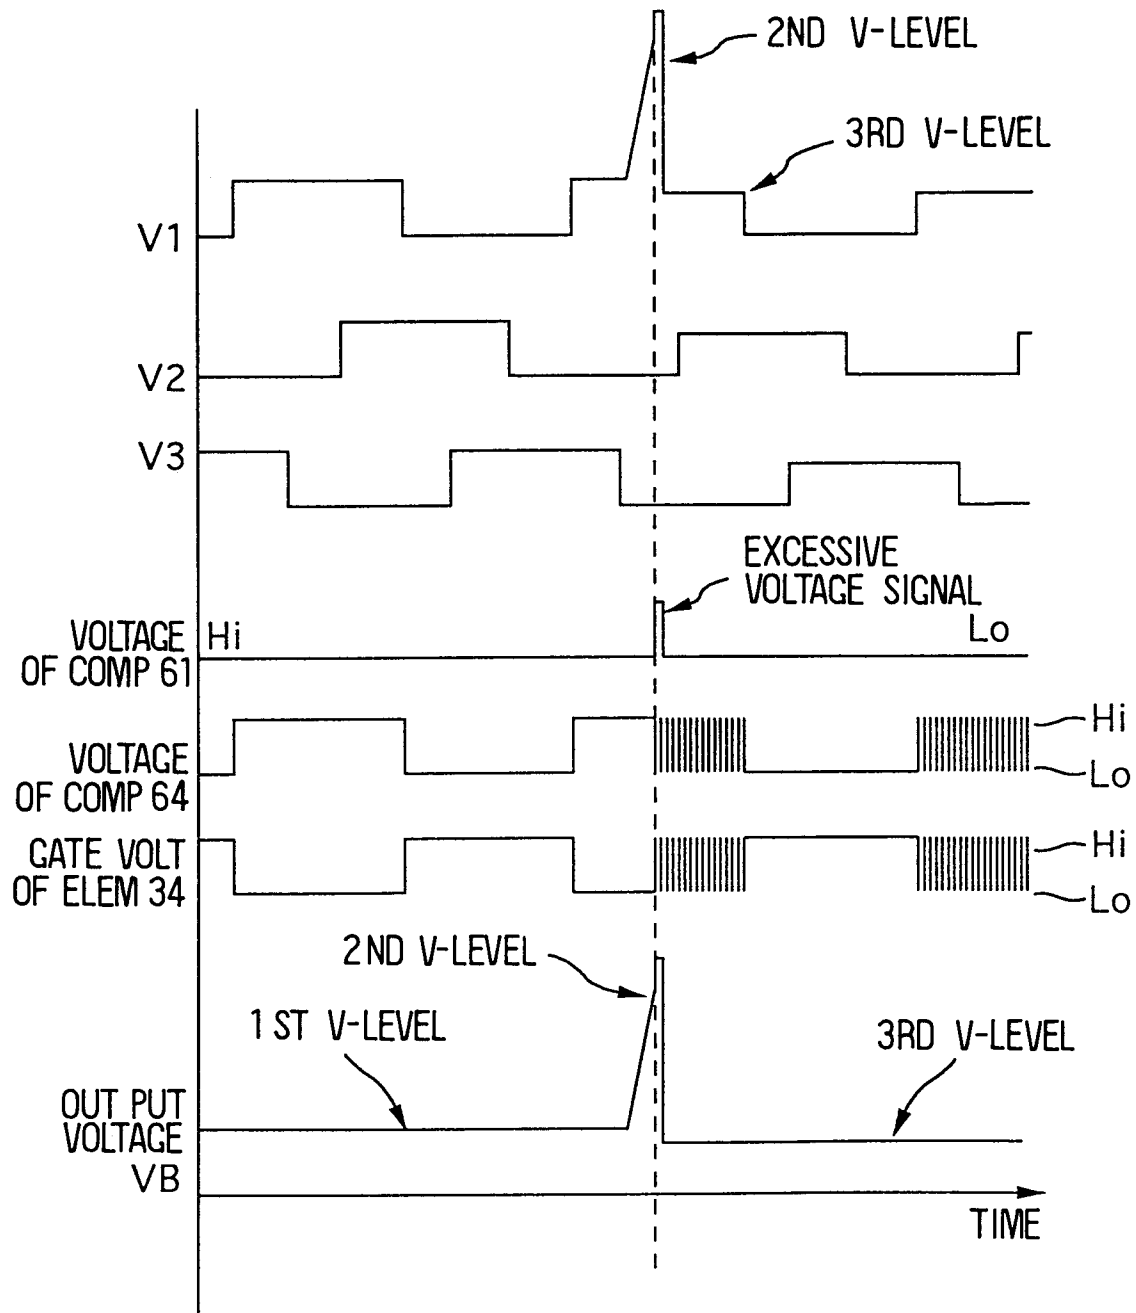 2ND V-LEVEL
3RD V-LEVEL
V1
V2
V3
EXCESSIVE
VOLTAGE SIGNAL
Hi
Lo
VOLTAGE
OF COMP 61
Hi
VOLTAGE
OF COMP 64
Lo
GATE VOLT
OF ELEM 34
Hi
Lo
2ND V-LEVEL
1ST V-LEVEL
3RD V-LEVEL
OUT PUT
VOLTAGE
VB
TIME